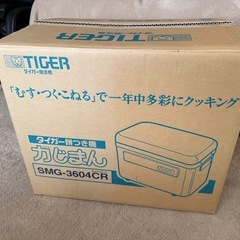 TIGER
タイガー魔法瓶
「むす・つく・こねる」で一年中多彩にクッキング
タイガー餅つき機
力じまん
SMG-3604CR